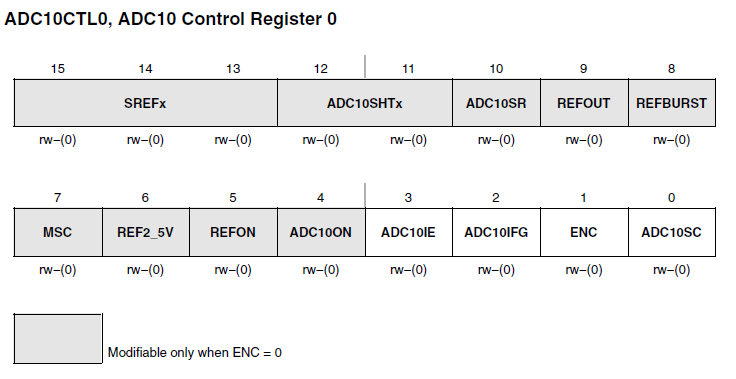 ADC10CTL0, ADC10 Control Register 0
15 14 13 12 11 10 9 8
SREFx ADC10SHTx ADC10SR REFOUT REFBURST
rw−(0) rw−(0) rw−(0) rw−(0) rw−(0) rw−(0) rw−(0) rw−(0)
7 6 5 4 3 2 1 0
MSC REF2_5V REFON ADC10ON ADC10IE ADC10IFG ENC ADC10SC
rw−(0) rw−(0) rw−(0) rw−(0) rw−(0) rw−(0) rw−(0) rw−(0)
Modifiable only when ENC = 0